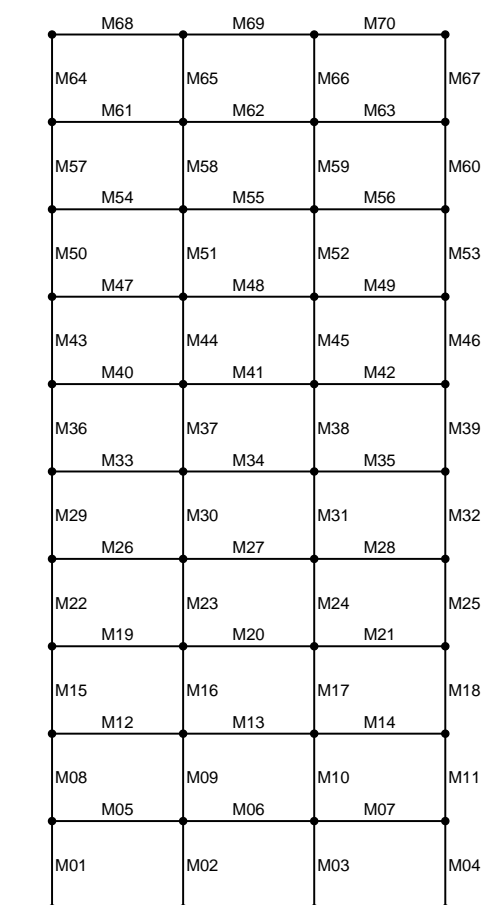 M68 M69 M70
M64 M65 M66 M67
M61 M62 M63
M57 M58 M59 M60
M54 M55 M56
M50 M51 M52 M53
M47 M48 M49
M43 M44 M45 M46
M40 M41 M42
M36 M37 M38 M39
M33 M34 M35
M29 M30 M31 M32
M26 M27 M28
M22 M23 M24 M25
M19 M20 M21
M15 M16 M17 M18
M12 M13 M14
M08 M09 M10 M11
M05 M06 M07
M01 M02 M03 M04